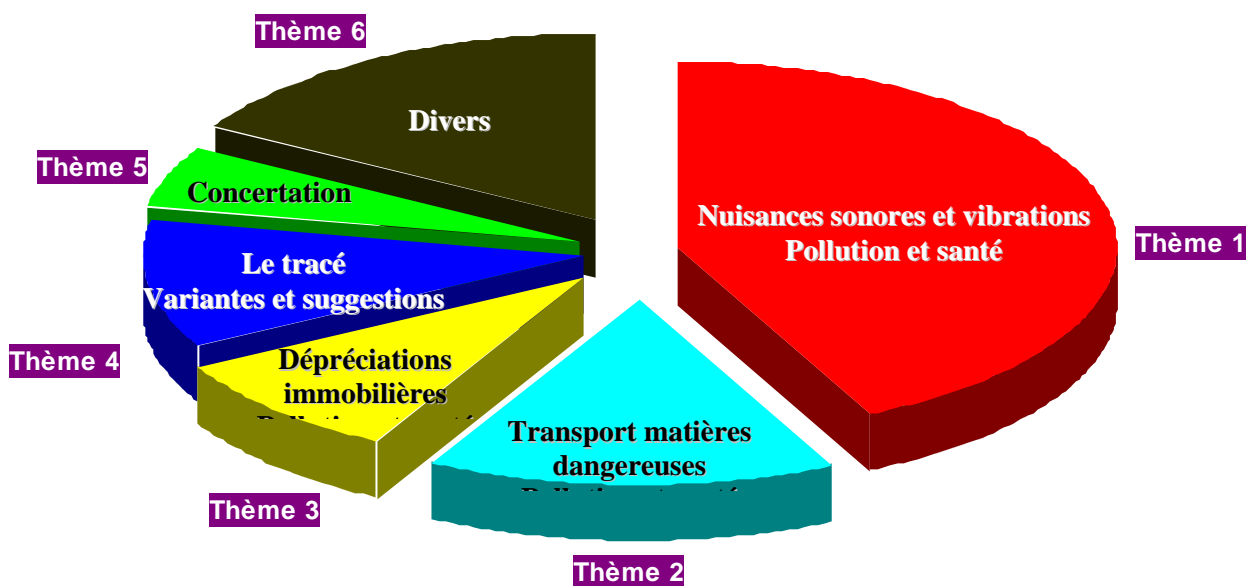 Thème 6
Divers
Thème 5
Concertation
Nuisances sonores et vibrations
Pollution et santé
Thème 1
Le tracé
Variantes et suggestions
Thème 4
Dépréciations
immobilières
Transport matières
dangereuses
Thème 3
Thème 2